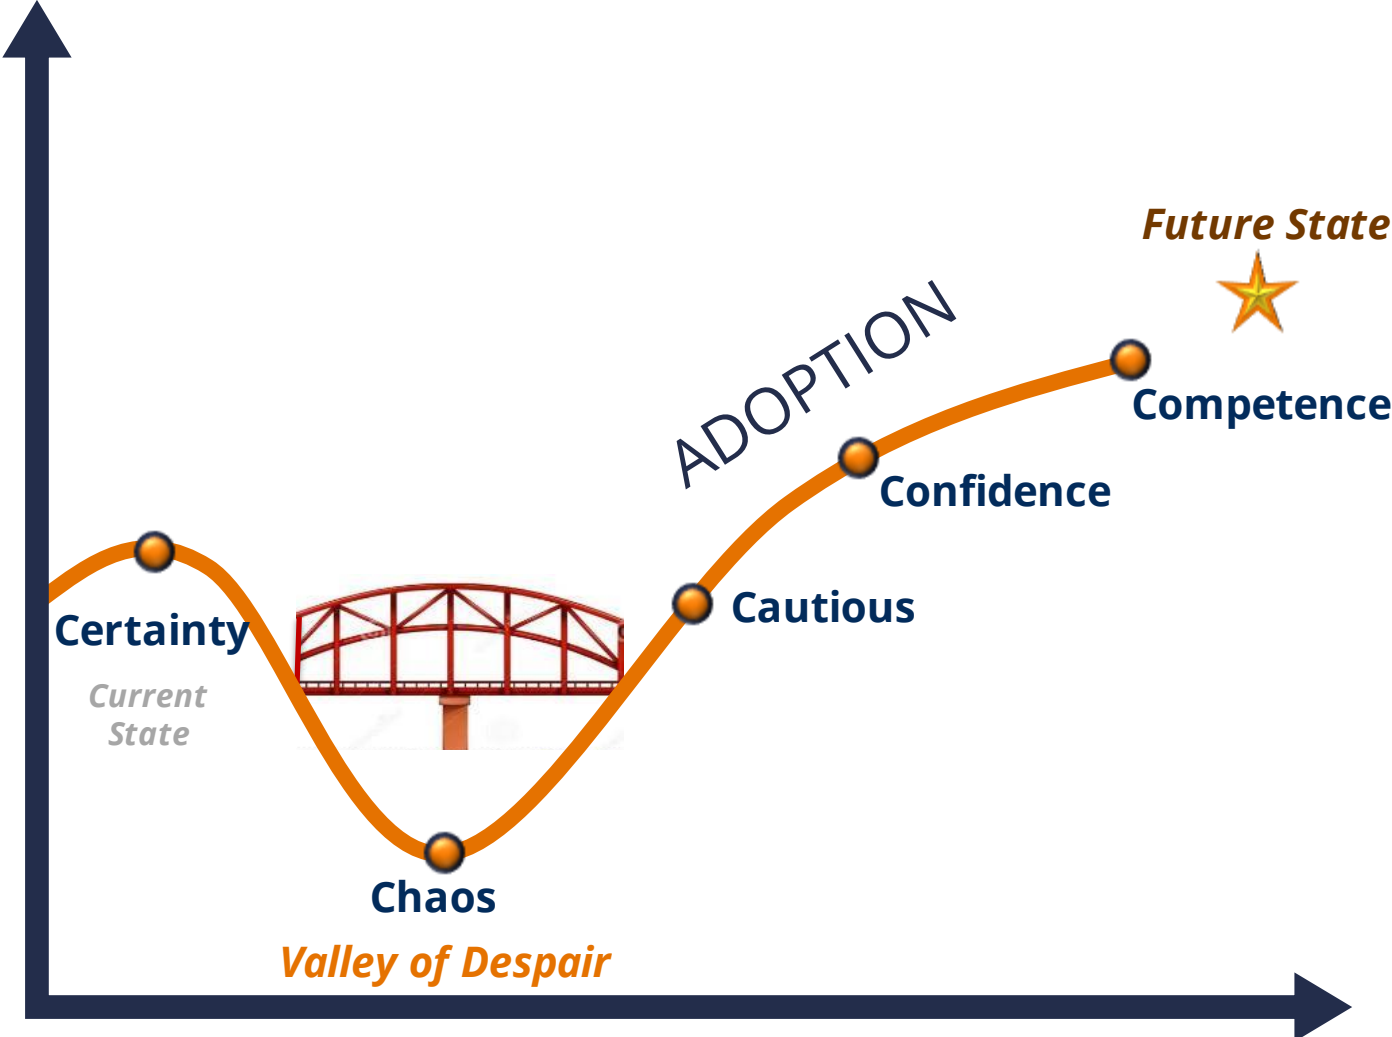 Future State
ADOPTION
Competence
Confidence
Certainty
Cautious
Current
State
Chaos
Valley of Despair